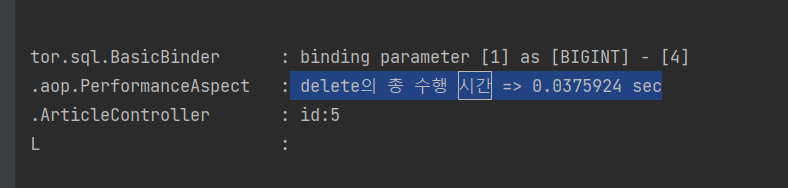 tor.sql.BasicBinder : binding parameter [1] as [BIGINT] - [4]
.aop.PerformanceAspect : delete의 총 수행 시간 => 0.0375924 sec
.ArticleController : id:5
L :